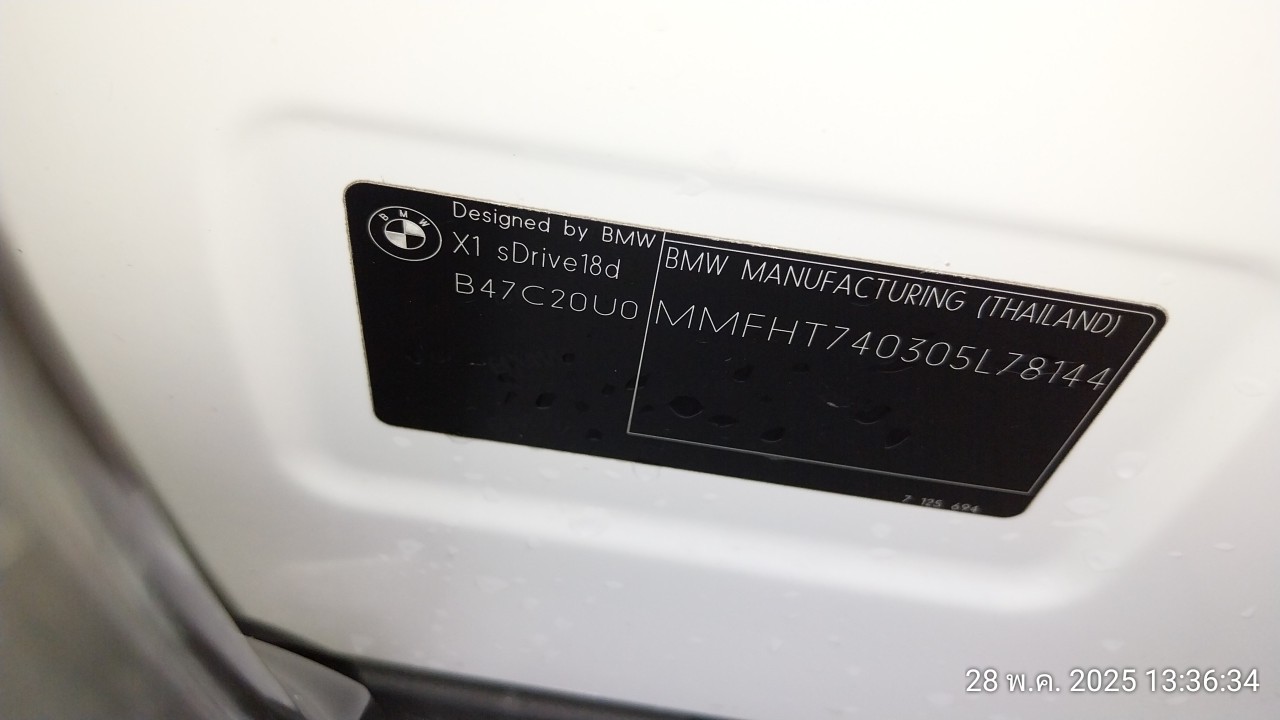 BMW
Designed by BMW
X1 sDrive18d
B47C20U0
BMW MANUFACTURING (THAILAND)
MMFHT740305L78144
7 125 694
28 พ.ค. 2025 13:36:34